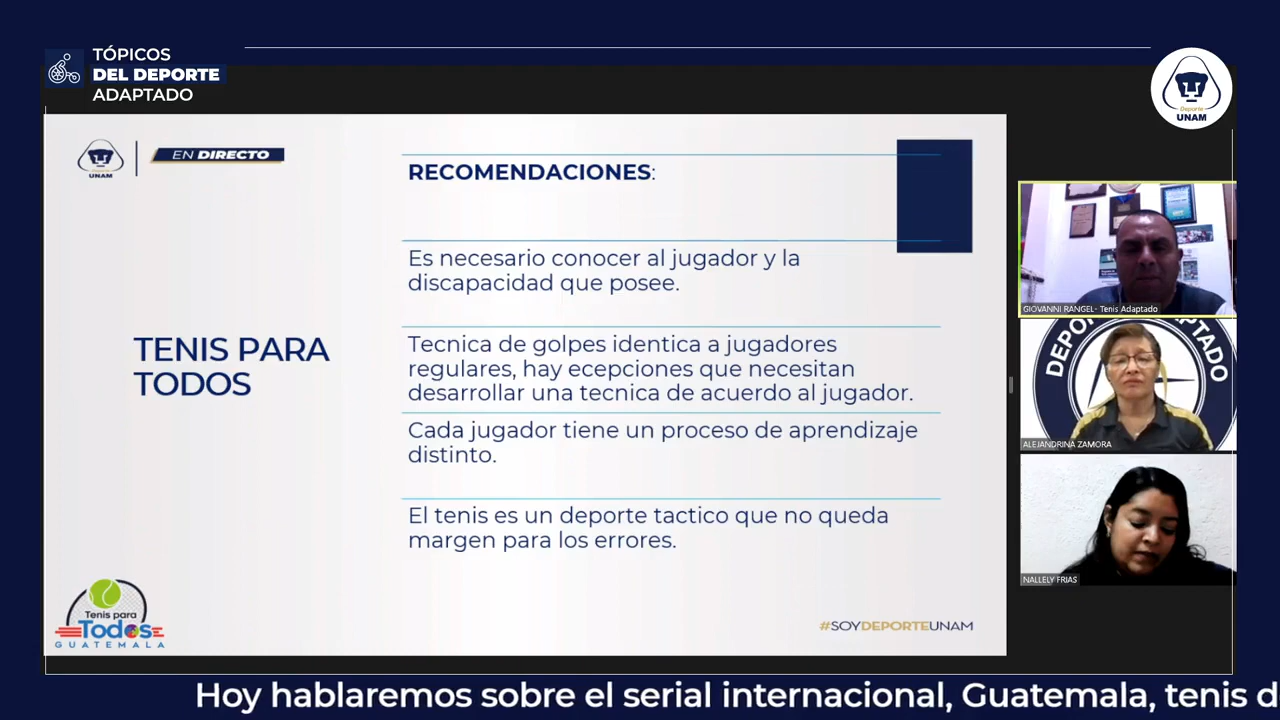 TÓPICOS
DEL DEPORTE
ADAPTADO
Deporte
UNAM
UNAM
EN DIRECTO
RECOMENDACIONES:
Es necesario conocer al jugador y la
discapacidad que posee.
TENIS PARA
TODOS
Tecnica de golpes identica a jugadores
regulares, hay ecepciones que necesitan
desarrollar una tecnica de acuerdo al jugador.
Cada jugador tiene un proceso de aprendizaje
distinto.
El tenis es un deporte tactico que no queda
margen para los errores.
Tenis para
Todos
GUATEMALA
#SOYDEPORTEUNAM
GIOVANNI RANGEL- Tenis Adaptado
ALEJANDRINA ZAMORA
NALLELY FRIAS
Hoy hablaremos sobre el serial internacional, Guatemala, tenis d